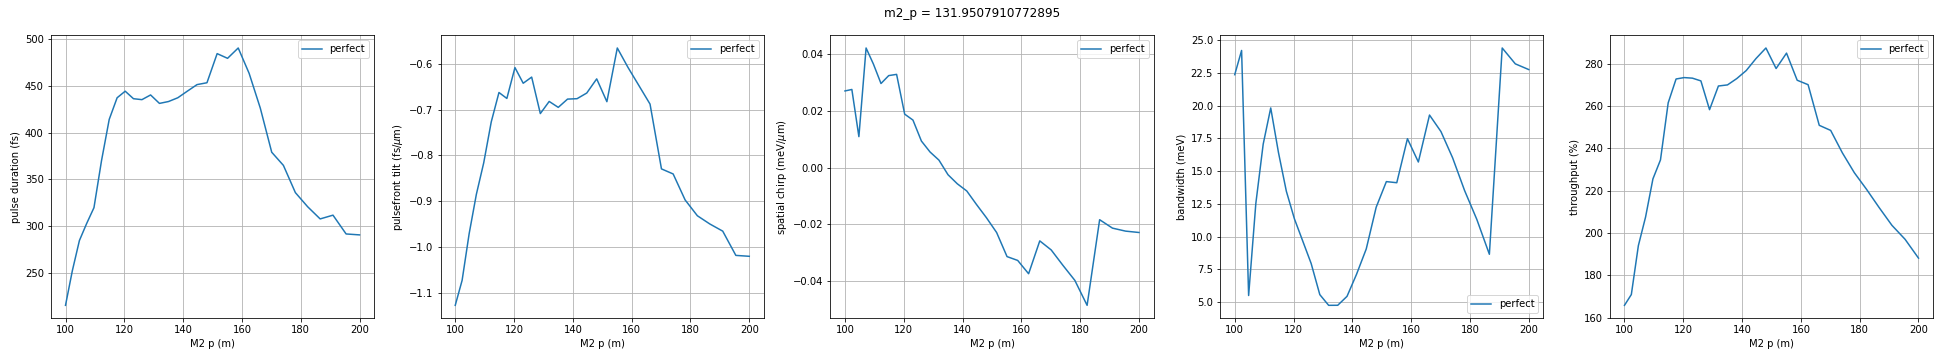 m2_p = 131.9507910772895
500
450
400
350
300
250
pulse duration (fs)
perfect
100 120 140 160 180 200
M2 p (m)
−0.6
−0.7
−0.8
−0.9
−1.0
−1.1
pulsefront tilt (fs/μm)
perfect
100 120 140 160 180 200
M2 p (m)
0.04
0.02
0.00
−0.02
−0.04
spatial chirp (meV/μm)
perfect
100 120 140 160 180 200
M2 p (m)
25.0
22.5
20.0
17.5
15.0
12.5
10.0
7.5
5.0
bandwidth (meV)
perfect
100 120 140 160 180 200
M2 p (m)
280
260
240
220
200
180
160
throughput (%)
perfect
100 120 140 160 180 200
M2 p (m)